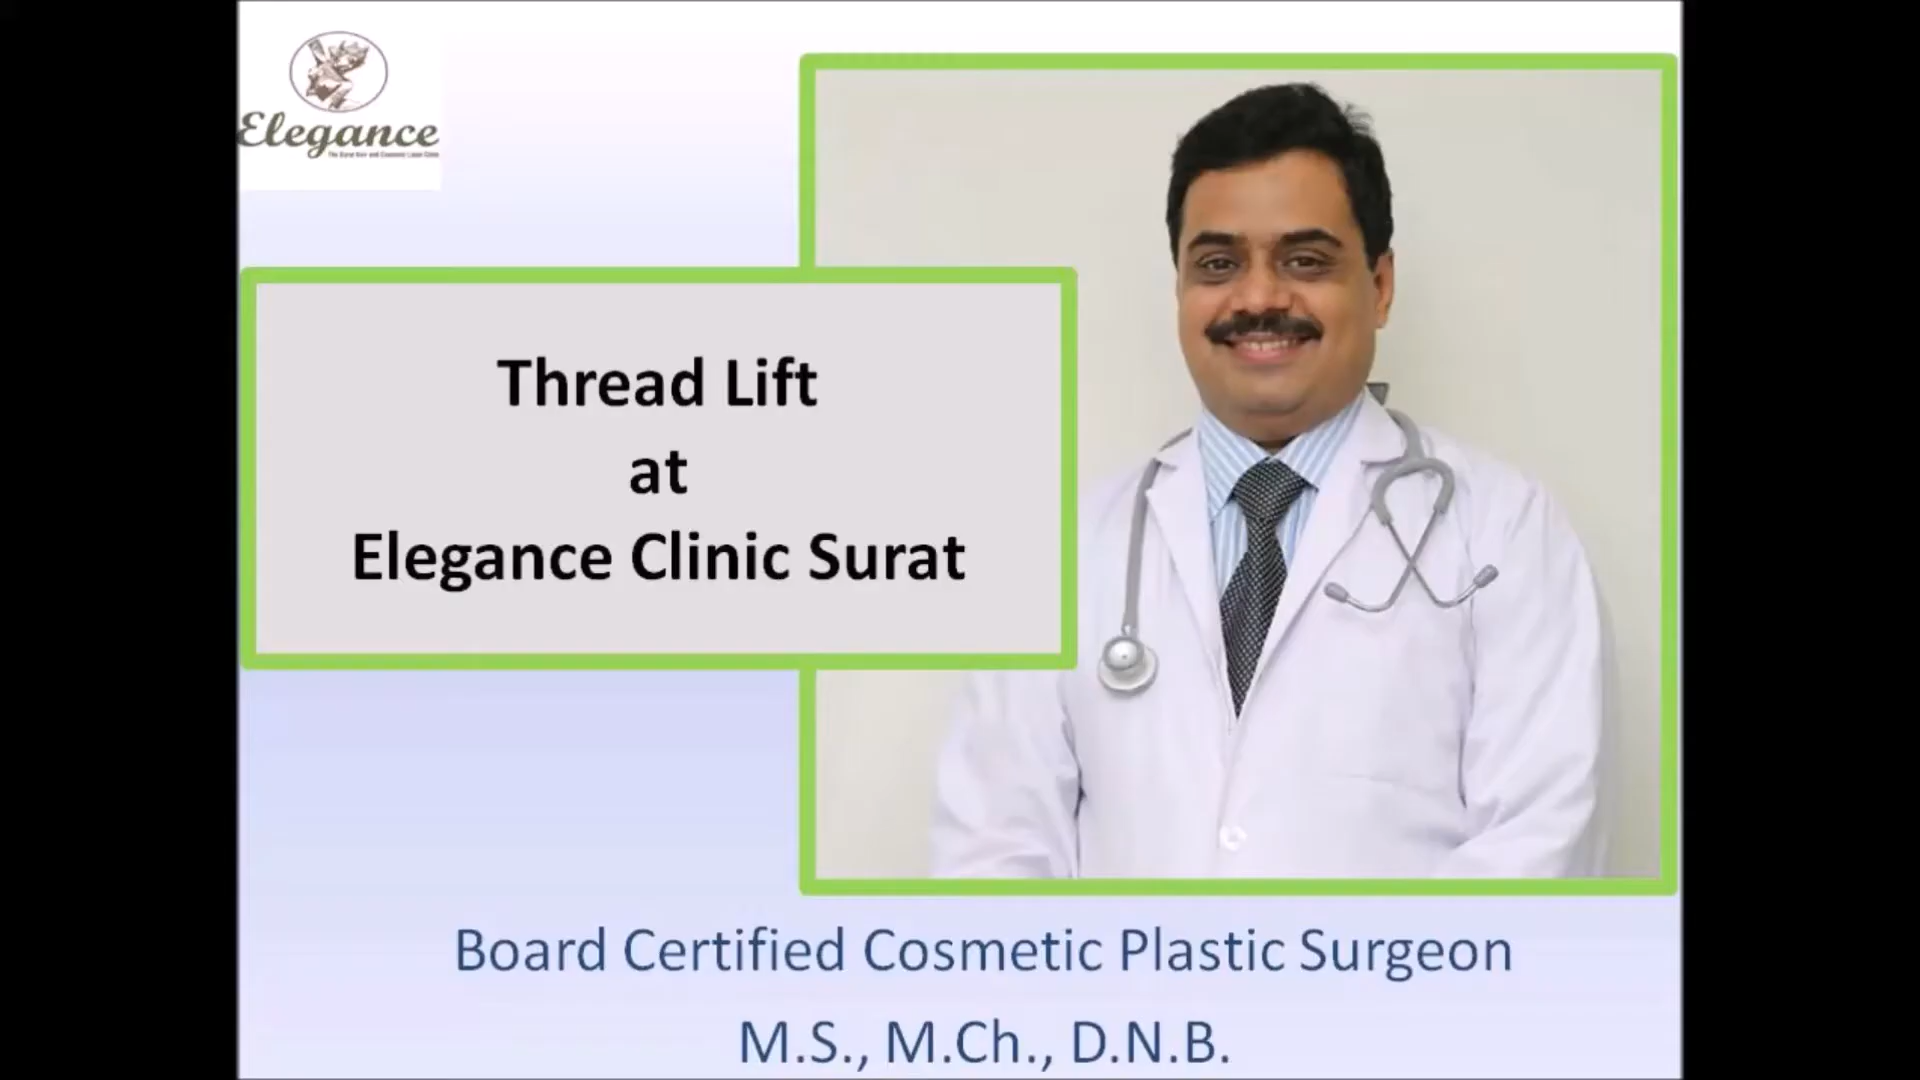 Elegance
Thread Lift
at
Elegance Clinic Surat
Board Certified Cosmetic Plastic Surgeon
M.S., M.Ch., D.N.B.